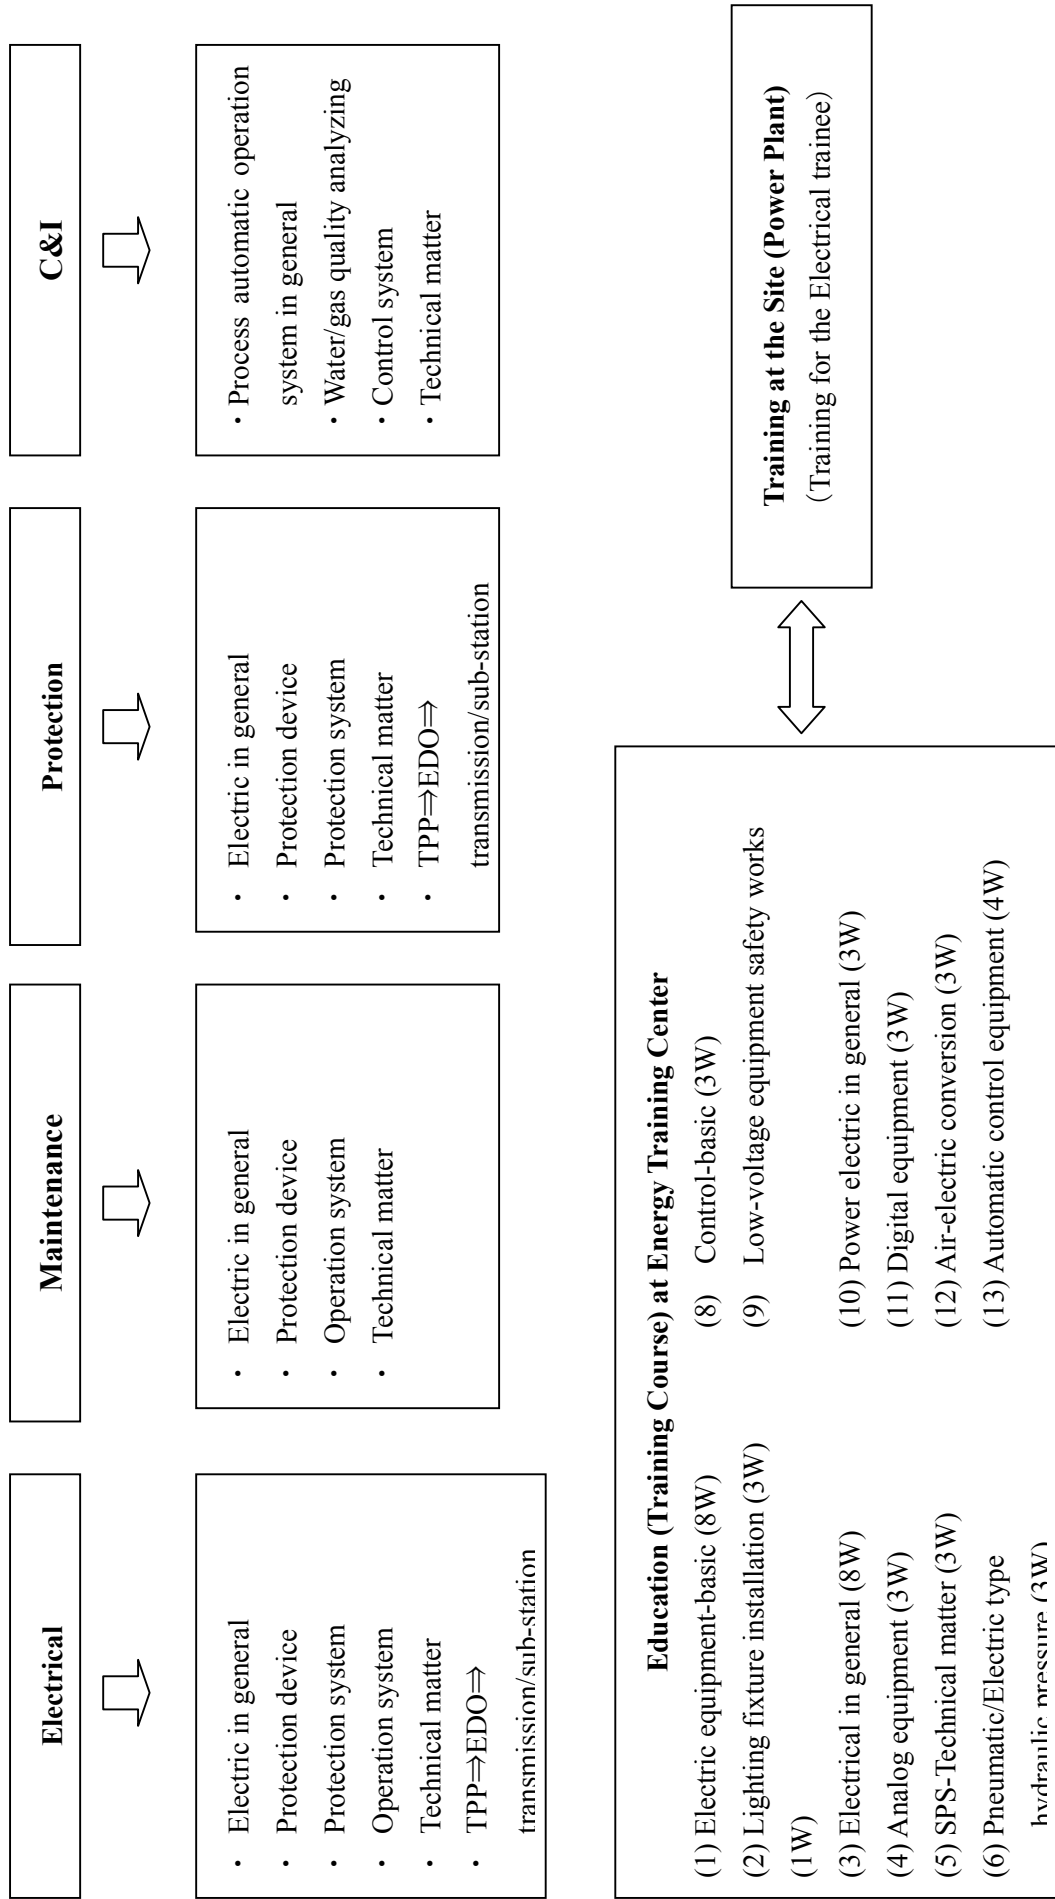 Electrical
・ Electric in general
・ Protection device
・ Protection system
・ Operation system
・ Technical matter
・ TPP⇒EDO⇒
transmission/sub-station
Maintenance
・ Electric in general
・ Protection device
・ Operation system
・ Technical matter
Protection
・ Electric in general
・ Protection device
・ Protection system
・ Technical matter
・ TPP⇒EDO⇒
transmission/sub-station
C&I
・Process automatic operation
system in general
・Water/gas quality analyzing
・Control system
・Technical matter
Education (Training Course) at Energy Training Center
(1) Electric equipment-basic (8W)
(2) Lighting fixture installation (3W)
(1W)
(3) Electrical in general (8W)
(4) Analog equipment (3W)
(5) SPS-Technical matter (3W)
(6) Pneumatic/Electric type
hydraulic pressure (3W)
(8) Control-basic (3W)
(9) Low-voltage equipment safety works
(10) Power electric in general (3W)
(11) Digital equipment (3W)
(12) Air-electric conversion (3W)
(13) Automatic control equipment (4W)
Training at the Site (Power Plant)
(Training for the Electrical trainee)